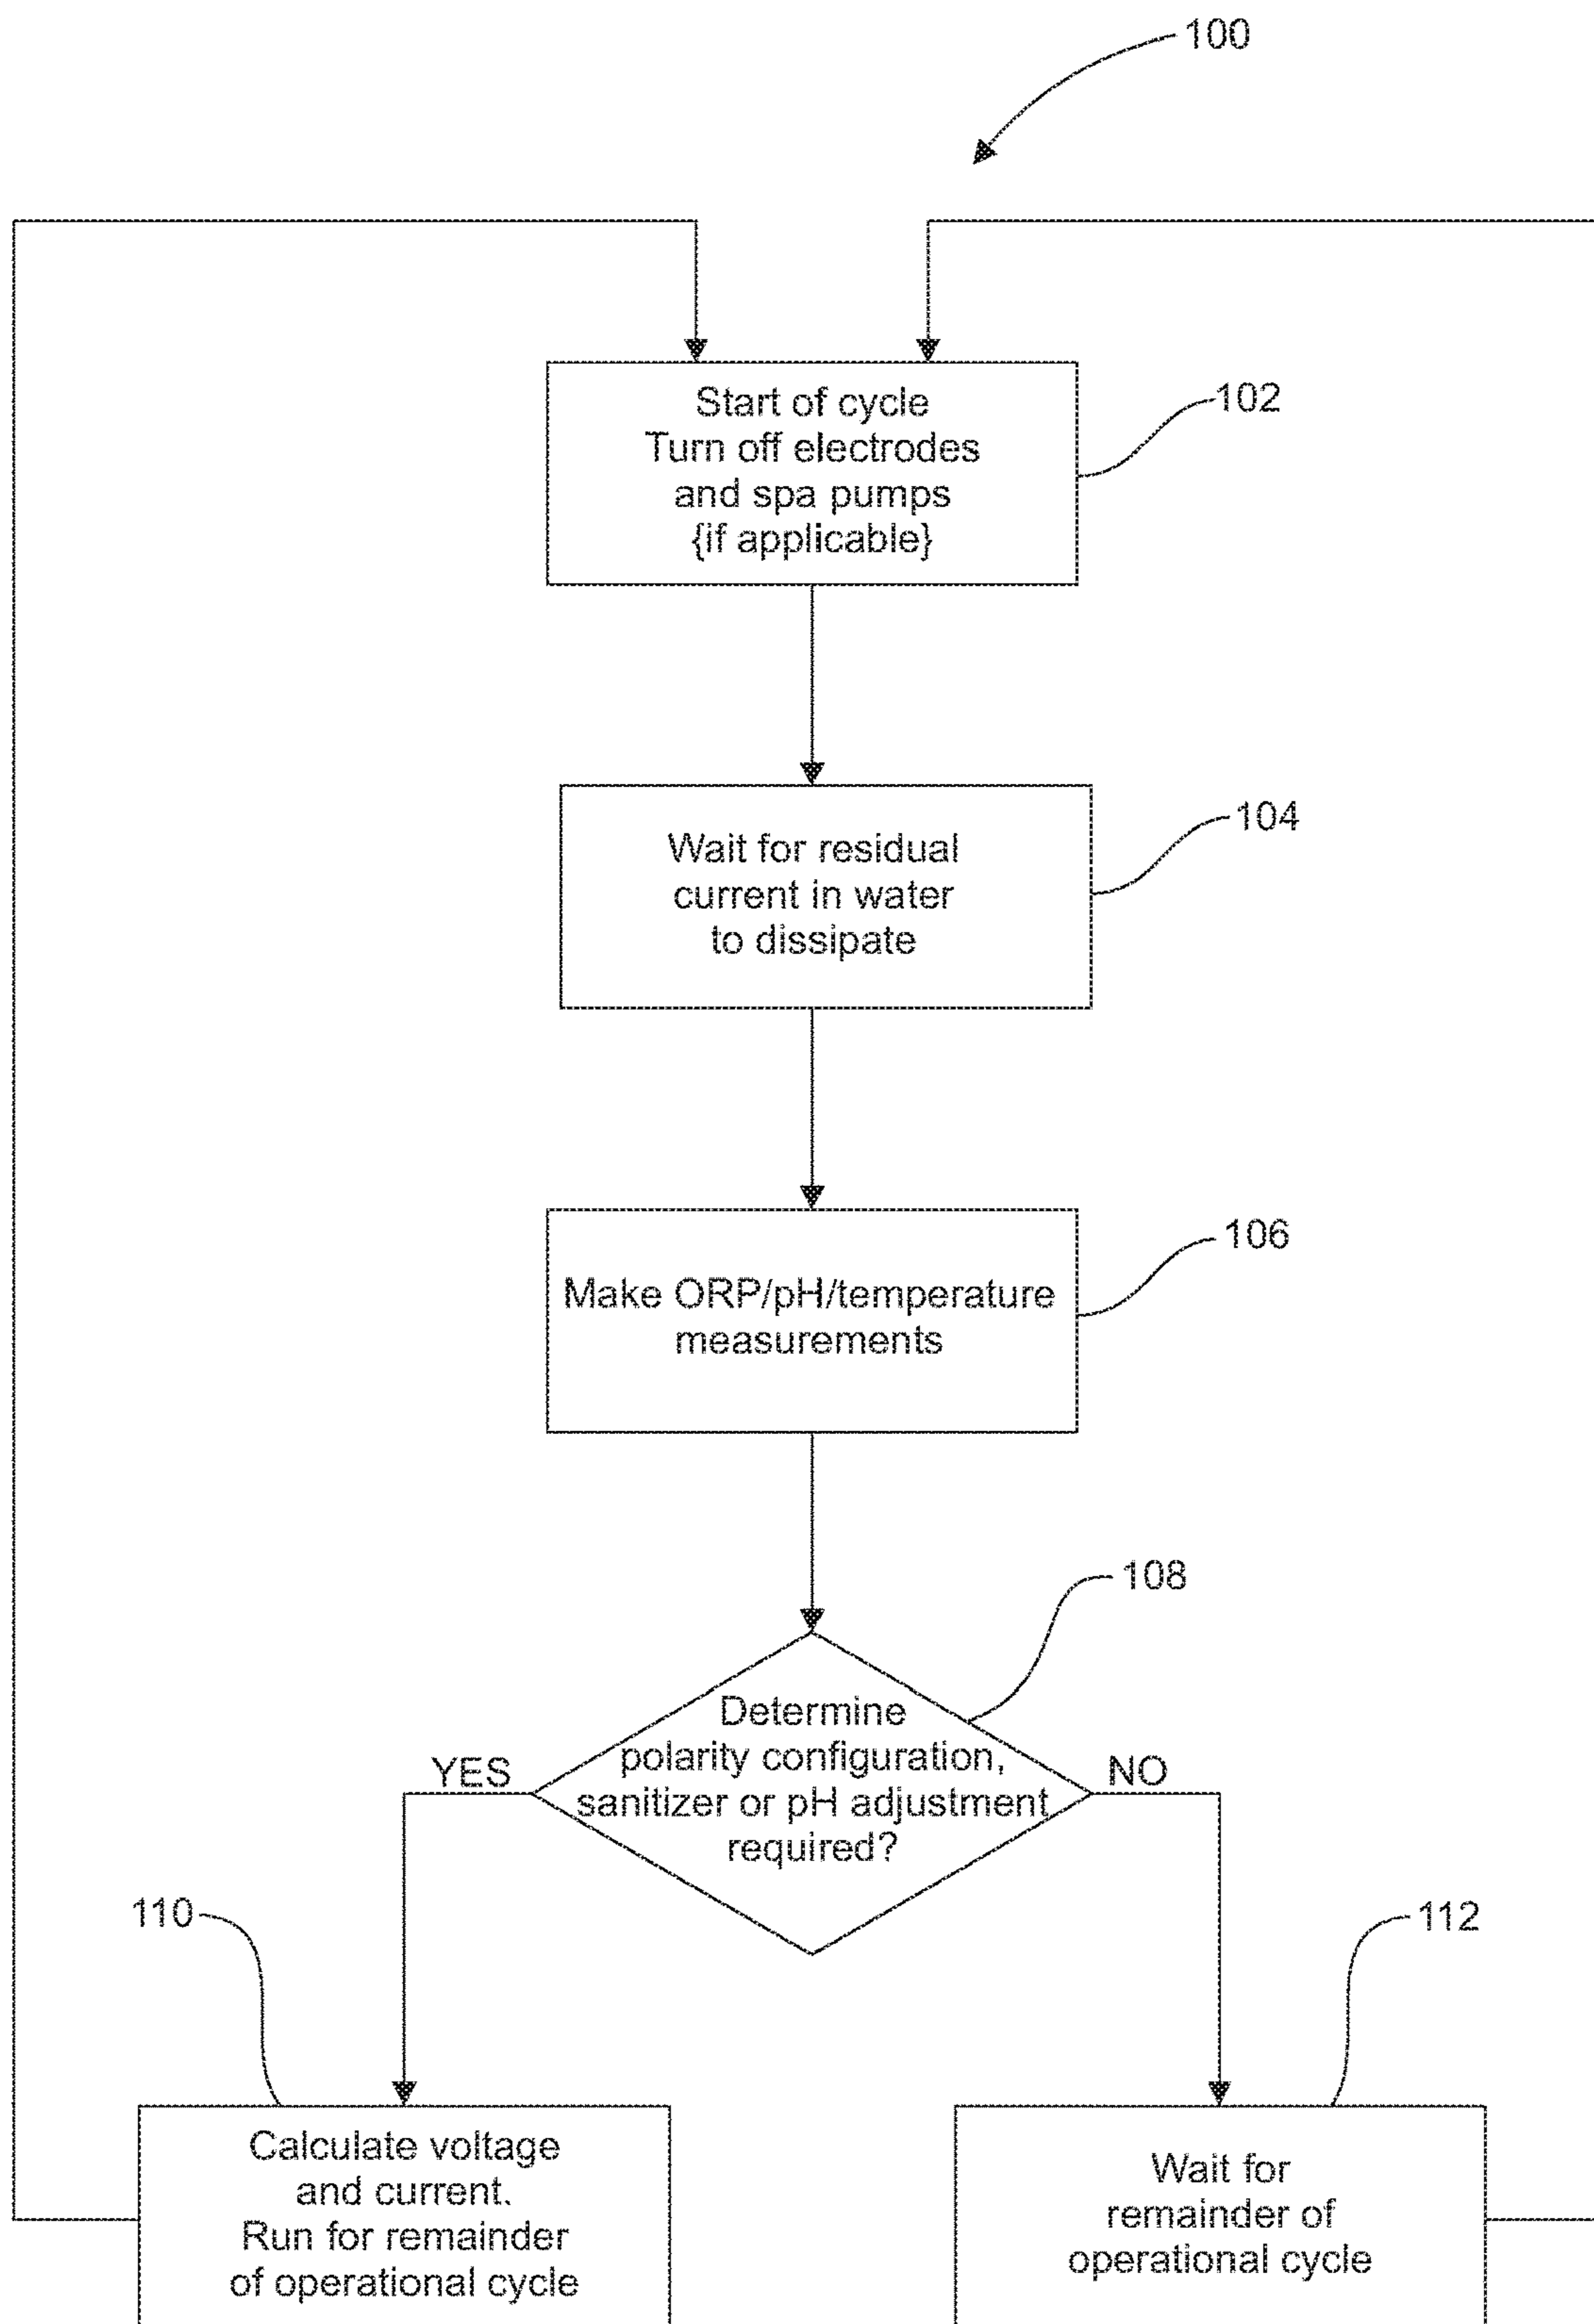 100
Start of cycle
Turn off electrodes
and spa pumps
{if applicable}
102
Wait for residual
current in water
to dissipate
104
Make ORP/pH/temperature
measurements
106
108
Determine
polarity configuration,
sanitizer or pH adjustment
required?
YES
NO
110
112
Calculate voltage
and current.
Run for remainder
of operational cycle
Wait for
remainder of
operational cycle